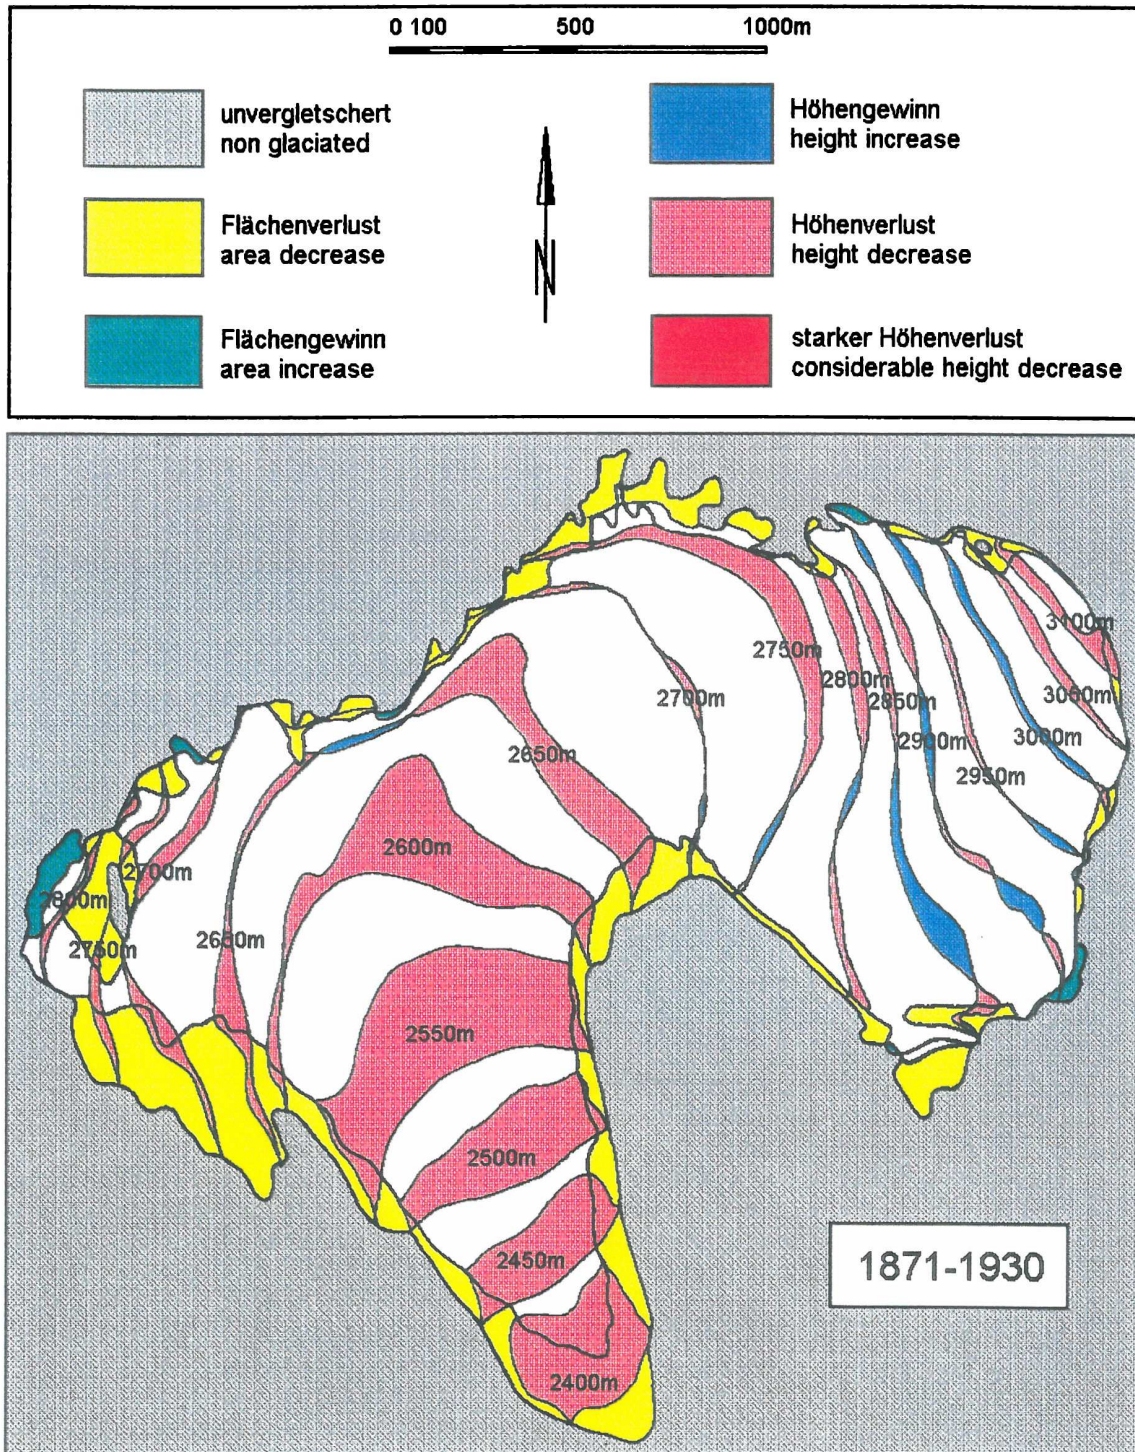 0 100 500 1000m
unvergletschert
non glaciated
Flächenverlust
area decrease
Flächengewinn
area increase
N
Höhengewinn
height increase
Höhenverlust
height decrease
starker Höhenverlust
considerable height decrease
3100m
2750m
2800m
2850m
3050m
2700m
2900m
3000m
2650m
2950m
2600m
2700m
2800m
2750m
2650m
2550m
2500m
2450m
2400m
1871-1930